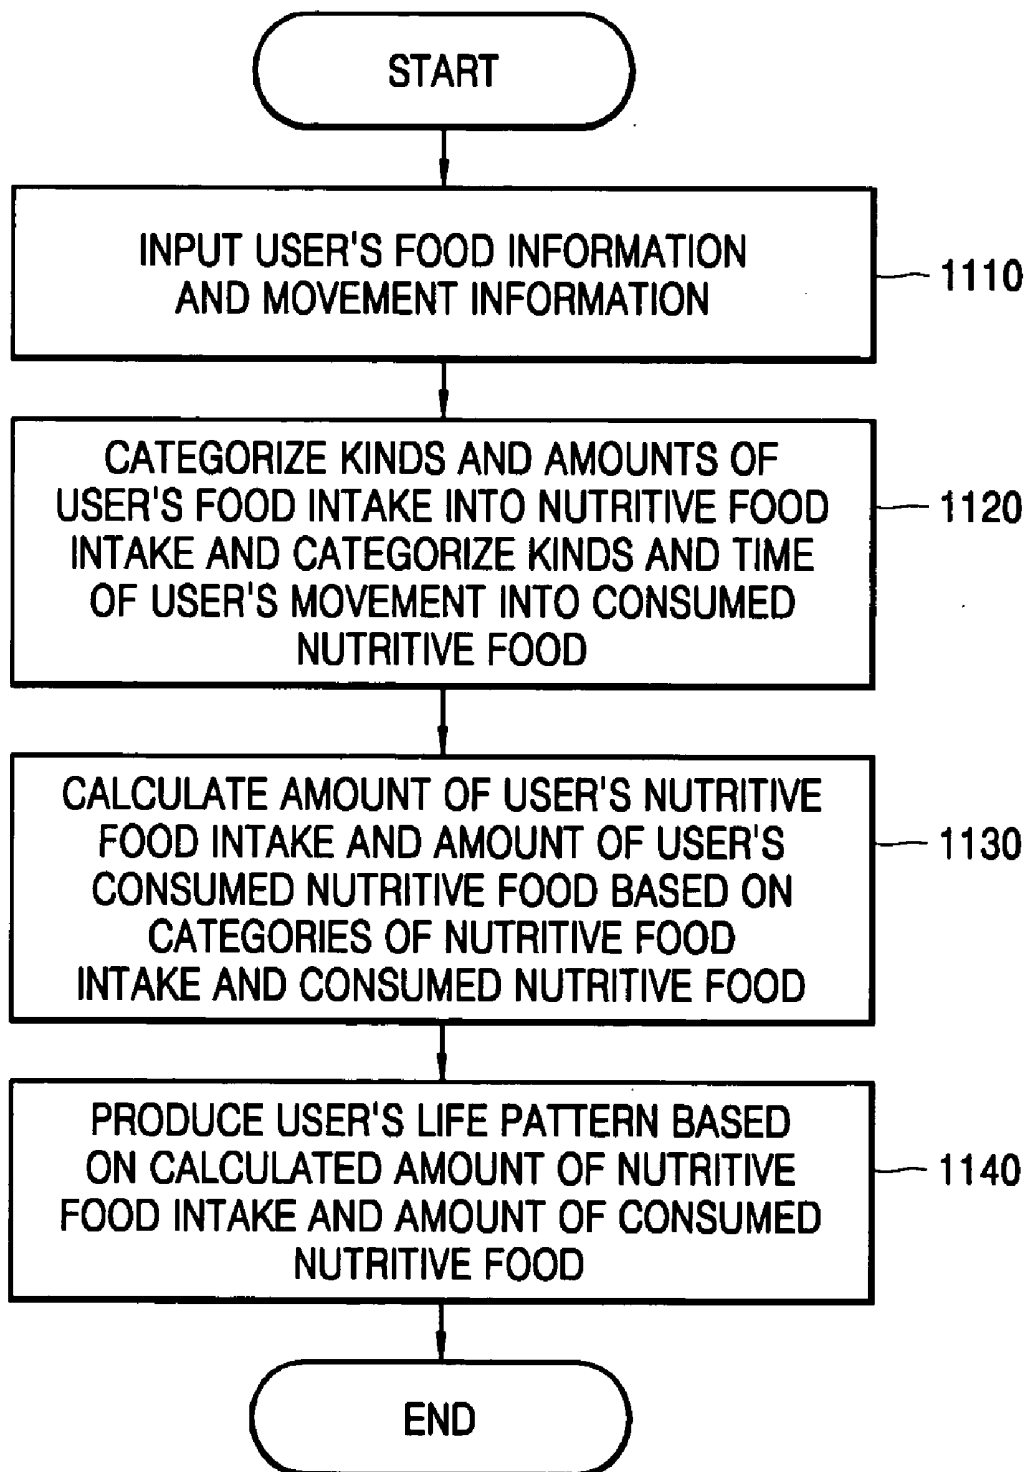 START
INPUT USER'S FOOD INFORMATION
AND MOVEMENT INFORMATION
1110
CATEGORIZE KINDS AND AMOUNTS OF
USER'S FOOD INTAKE INTO NUTRITIVE FOOD
INTAKE AND CATEGORIZE KINDS AND TIME
OF USER'S MOVEMENT INTO CONSUMED
NUTRITIVE FOOD
1120
CALCULATE AMOUNT OF USER'S NUTRITIVE
FOOD INTAKE AND AMOUNT OF USER'S
CONSUMED NUTRITIVE FOOD BASED ON
CATEGORIES OF NUTRITIVE FOOD
INTAKE AND CONSUMED NUTRITIVE FOOD
1130
PRODUCE USER'S LIFE PATTERN BASED
ON CALCULATED AMOUNT OF NUTRITIVE
FOOD INTAKE AND AMOUNT OF CONSUMED
NUTRITIVE FOOD
1140
END